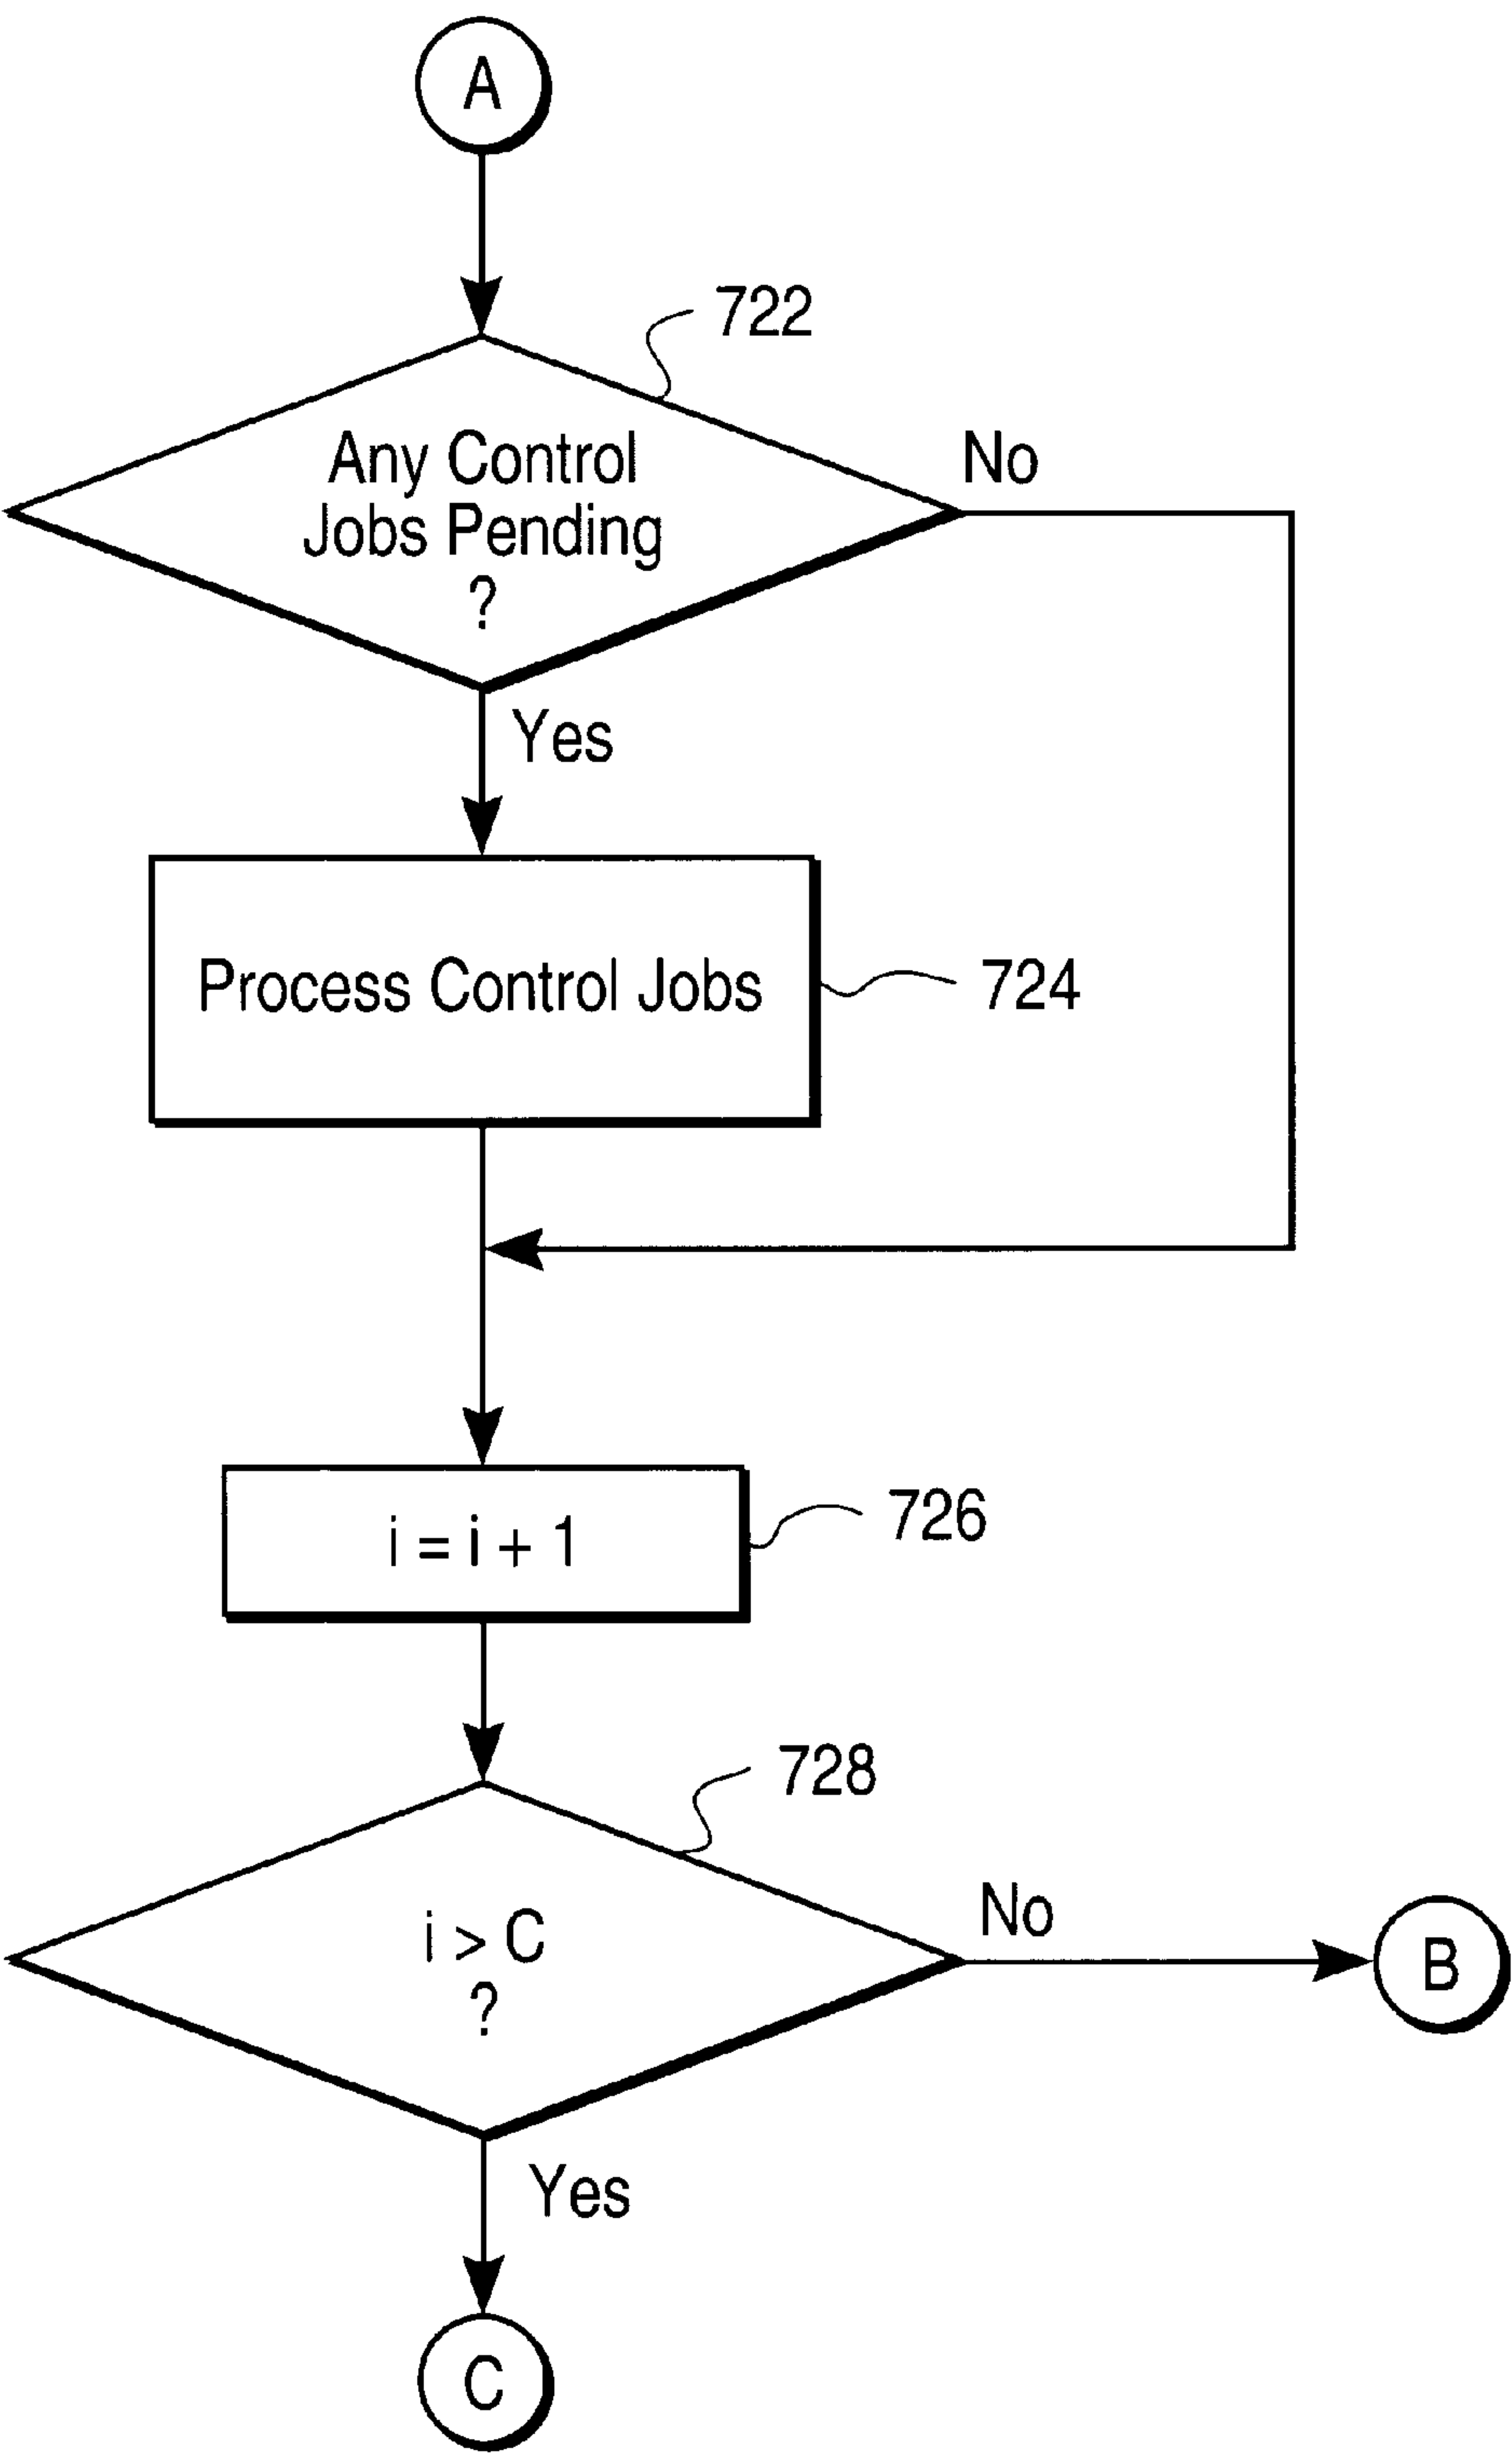 A
722
Any Control
Jobs Pending
?
No
Yes
Process Control Jobs
724
i = i + 1
726
728
i > C
?
No
B
Yes
C